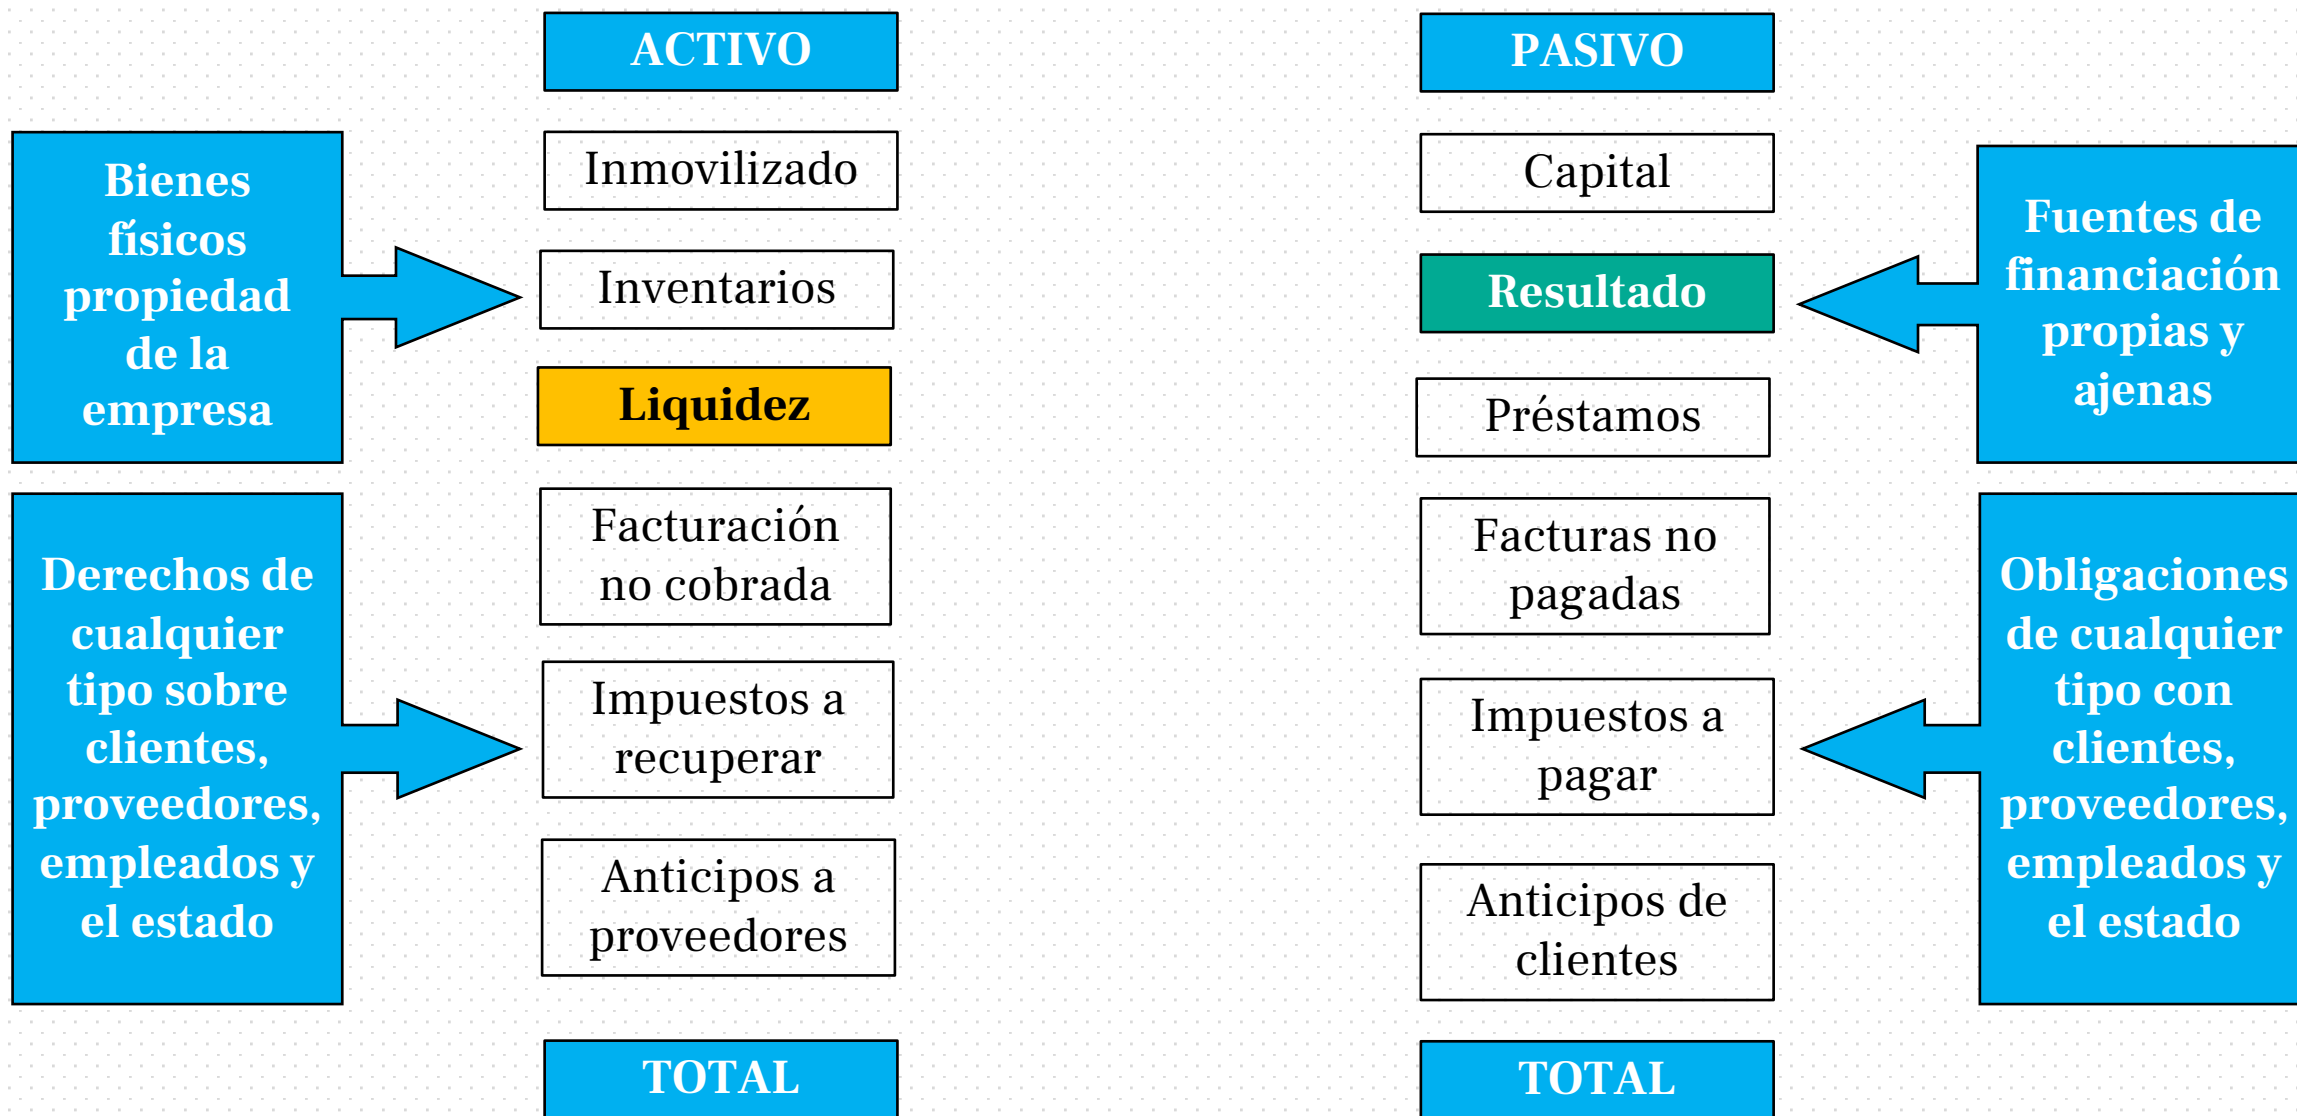 ACTIVO
Bienes
físicos
propiedad
de la
empresa
Derechos de
cualquier
tipo sobre
clientes,
proveedores,
empleados y
el estado
Inmovilizado
Inventarios
Liquidez
Facturación
no cobrada
Impuestos a
recuperar
Anticipos a
proveedores
TOTAL
PASIVO
Capital
Resultado
Préstamos
Facturas no
pagadas
Impuestos a
pagar
Anticipos de
clientes
TOTAL
Fuentes de
financiación
propias y
ajenas
Obligaciones
de cualquier
tipo con
clientes,
proveedores,
empleados y
el estado